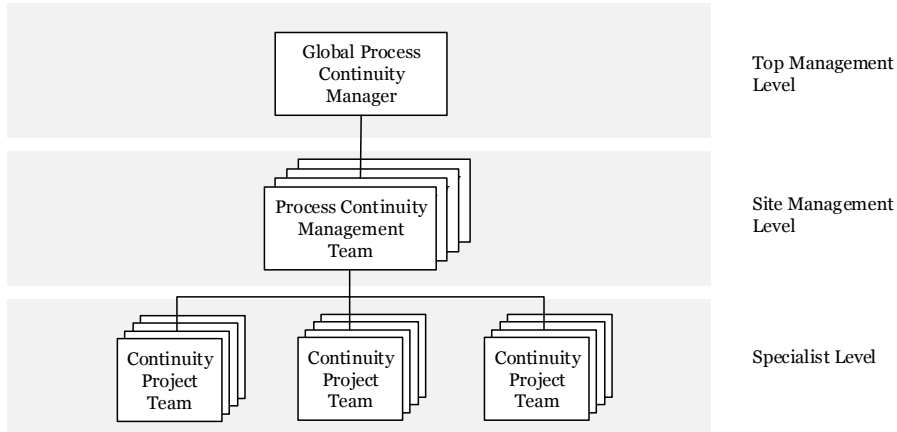 Global Process
Continuity
Manager
Top Management
Level
Process Continuity
Management
Team
Site Management
Level
Continuity
Project
Team
Continuity
Project
Team
Continuity
Project
Team
Specialist Level